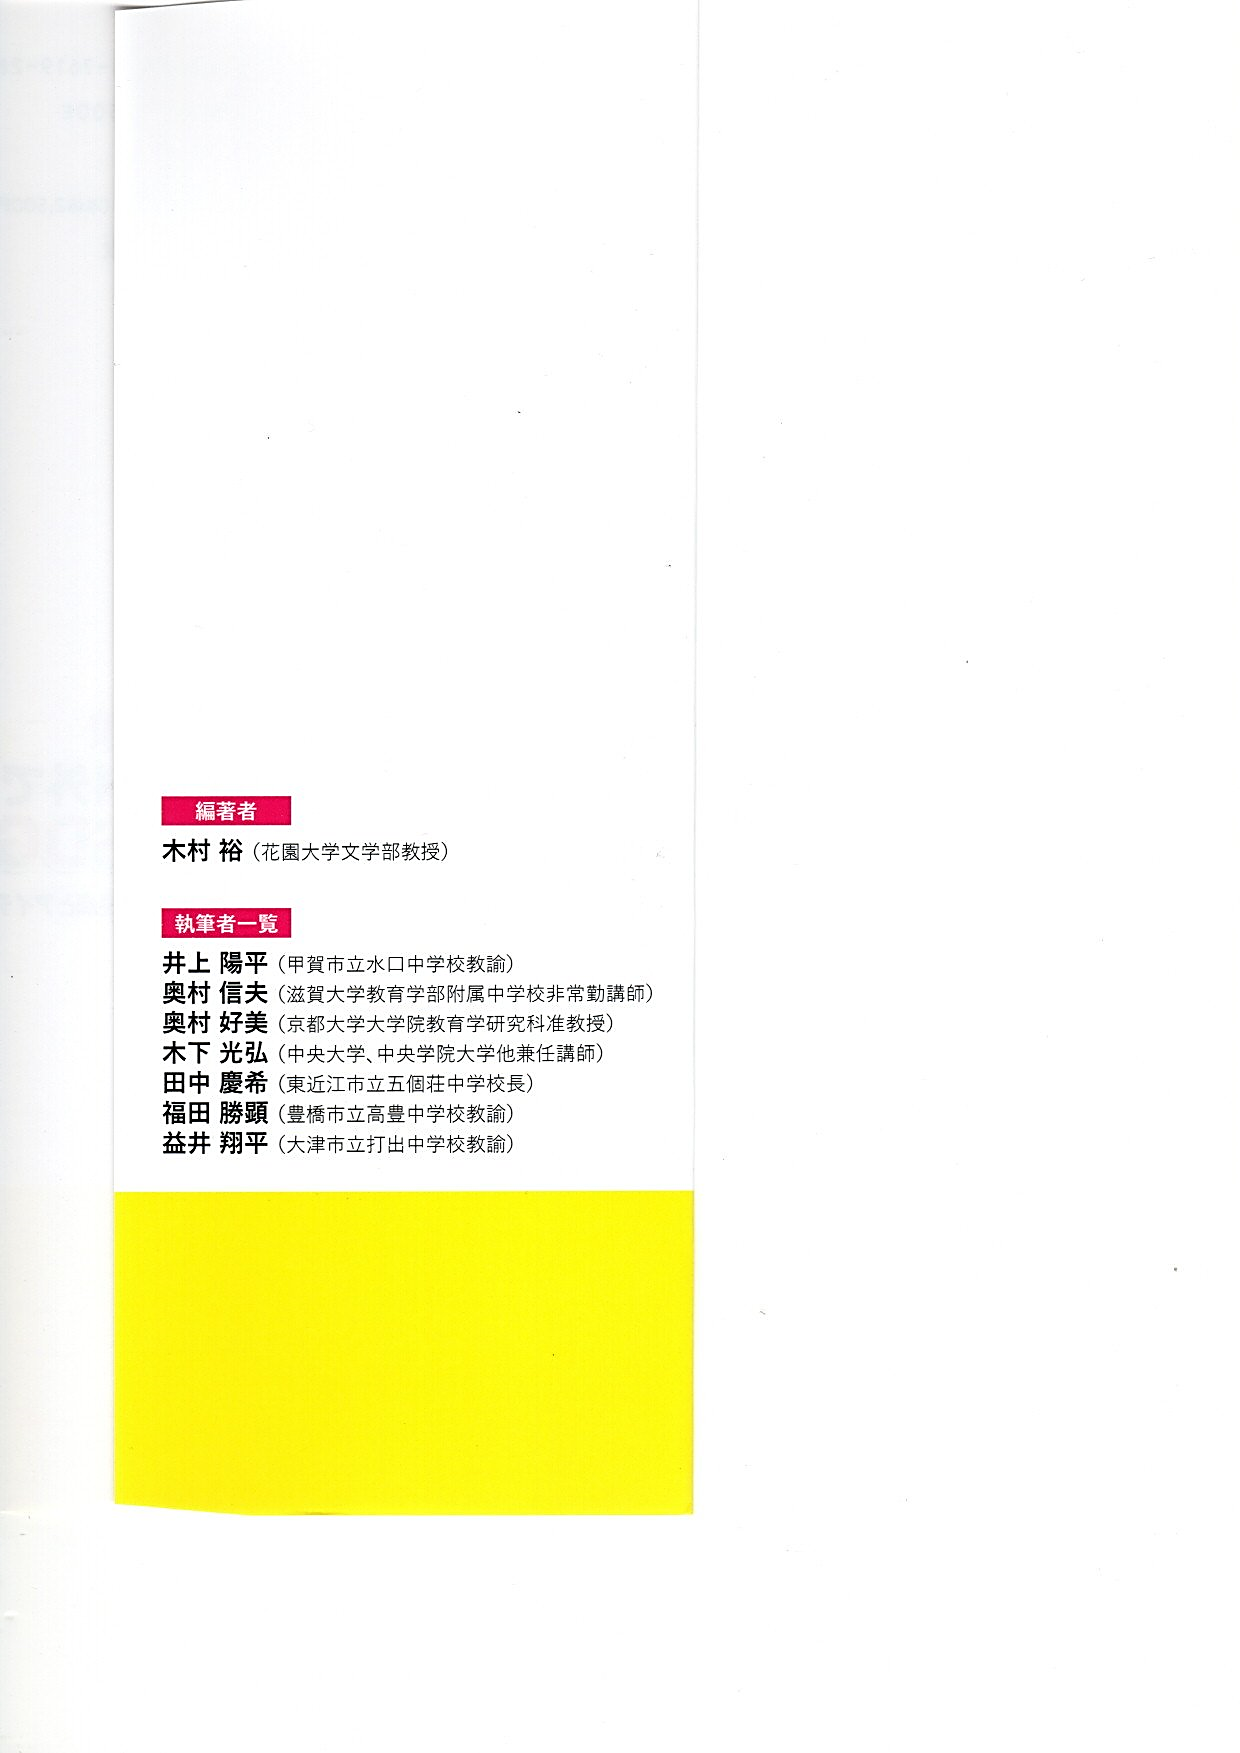 編著者
木村 裕（花園大学文学部教授）
執筆者一覧
井上 陽平（甲賀市立水口中学校教諭）
奥村 信夫（滋賀大学教育学部附属中学校非常勤講師）
奥村 好美（京都大学大学院教育学研究科准教授）
木下 光弘（中央大学、中央学院大学他兼任講師）
田中 慶希（東近江市立五個荘中学校長）
福田 勝顕（豊橋市立高豊中学校教諭）
益井 翔平（大津市立打出中学校教諭）